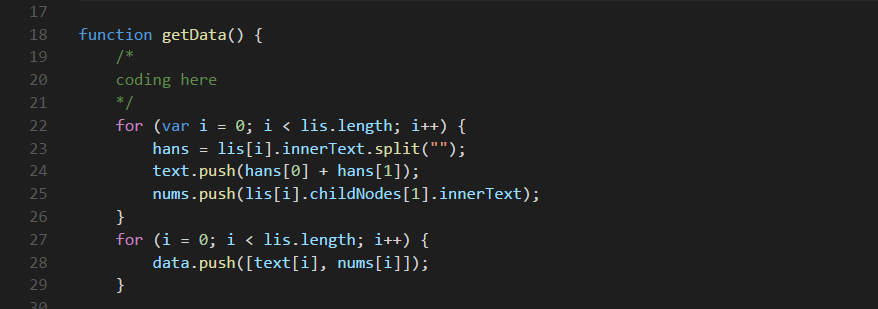 17
18 function getData() {
19 /*
20 coding here
21 */
22 for (var i = 0; i < lis.length; i++) {
23 hans = lis[i].innerText.split("");
24 text.push(hans[0] + hans[1]);
25 nums.push(lis[i].childNodes[1].innerText);
26 }
27 for (i = 0; i < lis.length; i++) {
28 data.push([text[i], nums[i]]);
29 }
30